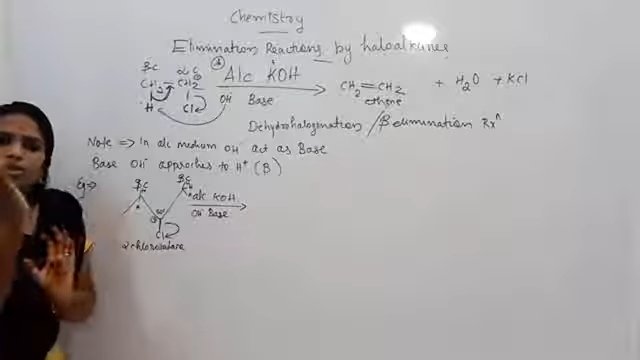 Chemistry
Elimination Reactions by haloalkanes
βC αC
CH2 - CH2 Alc KOH CH2=CH2 + H2O + KCl
H Cl OH Base ethene
Dehydrohalogenation / β elimination Rxn
Note => In alc medium OH- act as Base
Base OH- approches to H+ (β)
Eg => βC βC
alc KOH
OH- Base
Cl
2 chlorobutane